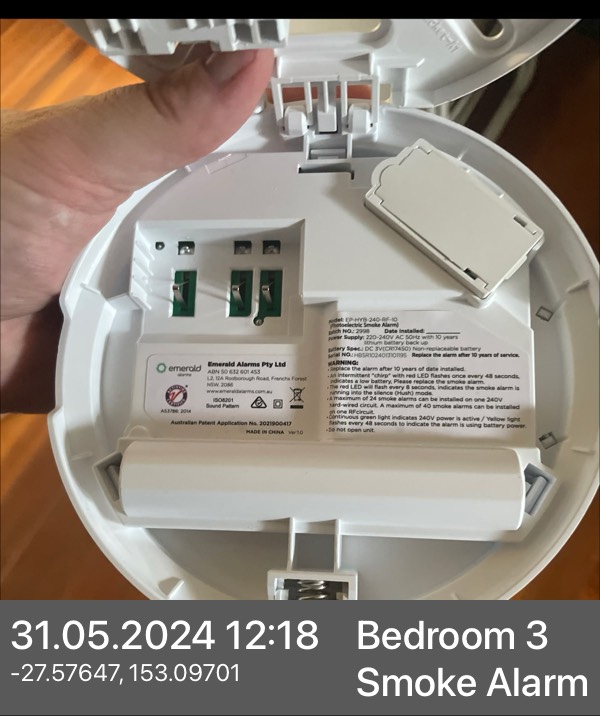 Model: EP-HYB-240-RF-10
(Photoelectric Smoke Alarm)
Batch NO.: 2998 Date Installed:
Power Supply: 220-240V AC 50Hz with 10 years
lithium battery back up
Battery Spec.: DC 3V(CR17450) Non-replaceable battery
Serial NO.: Replace the alarm after 10 years of service.
WARNING:
-Replace the alarm after 10 years of date installed.
-An intermittent "chirp" with red LED flashes once every 48 seconds,
indicates a low battery, Please replace the smoke alarm.
-Red LED will flash every 8 seconds, indicates the smoke alarm is
running into the silence (Hush) mode.
-A maximum of 24 smoke alarms can be installed on one 240V
hard-wired circuit. A maximum of 40 smoke alarms can be installed
on one RFcircuit.
-Continuous green light indicates 240V power is active / Yellow light
flashes every 48 seconds to indicate the alarm is using battery power.
-Do not open unit.
emerald
Emerald Alarms Pty Ltd
ABN 50 632 601 453
L2, 12A Rodborough Road, Frenchs Forest
NSW, 2086
www.emeraldalarms.com.au
ISO8201
Sound Pattern
AS3786: 2014
Australian Patent Application No. 2021900417
MADE IN CHINA Ver:1.0
31.05.2024 12:18
-27.57647, 153.09701
Bedroom 3
Smoke Alarm